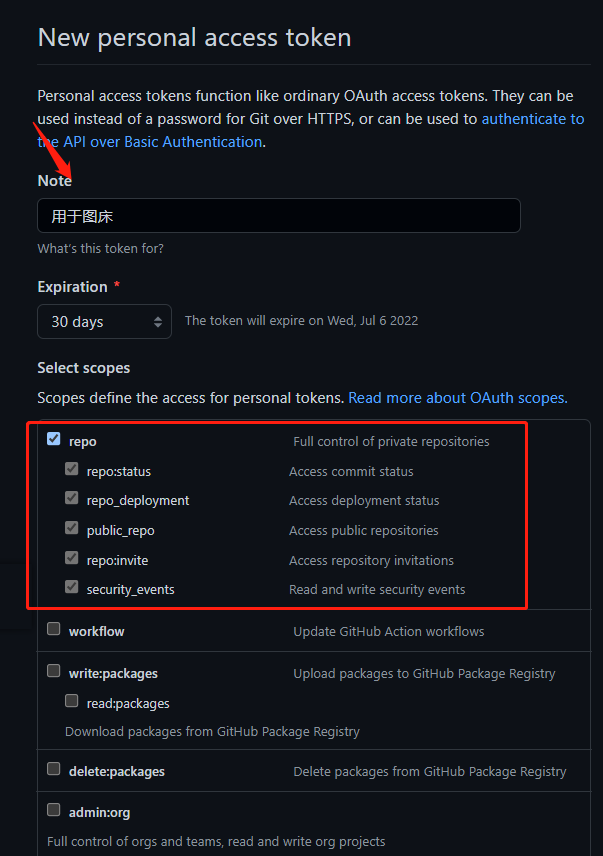 New personal access token
Personal access tokens function like ordinary OAuth access tokens. They can be
used instead of a password for Git over HTTPS, or can be used to authenticate to
the API over Basic Authentication.
Note
用于图床
What's this token for?
Expiration *
30 days The token will expire on Wed, Jul 6 2022
Select scopes
Scopes define the access for personal tokens. Read more about OAuth scopes.
repo Full control of private repositories
repo:status Access commit status
repo_deployment Access deployment status
public_repo Access public repositories
repo:invite Access repository invitations
security_events Read and write security events
workflow Update GitHub Action workflows
write:packages Upload packages to GitHub Package Registry
read:packages
Download packages from GitHub Package Registry
delete:packages Delete packages from GitHub Package Registry
admin:org
Full control of orgs and teams, read and write org projects